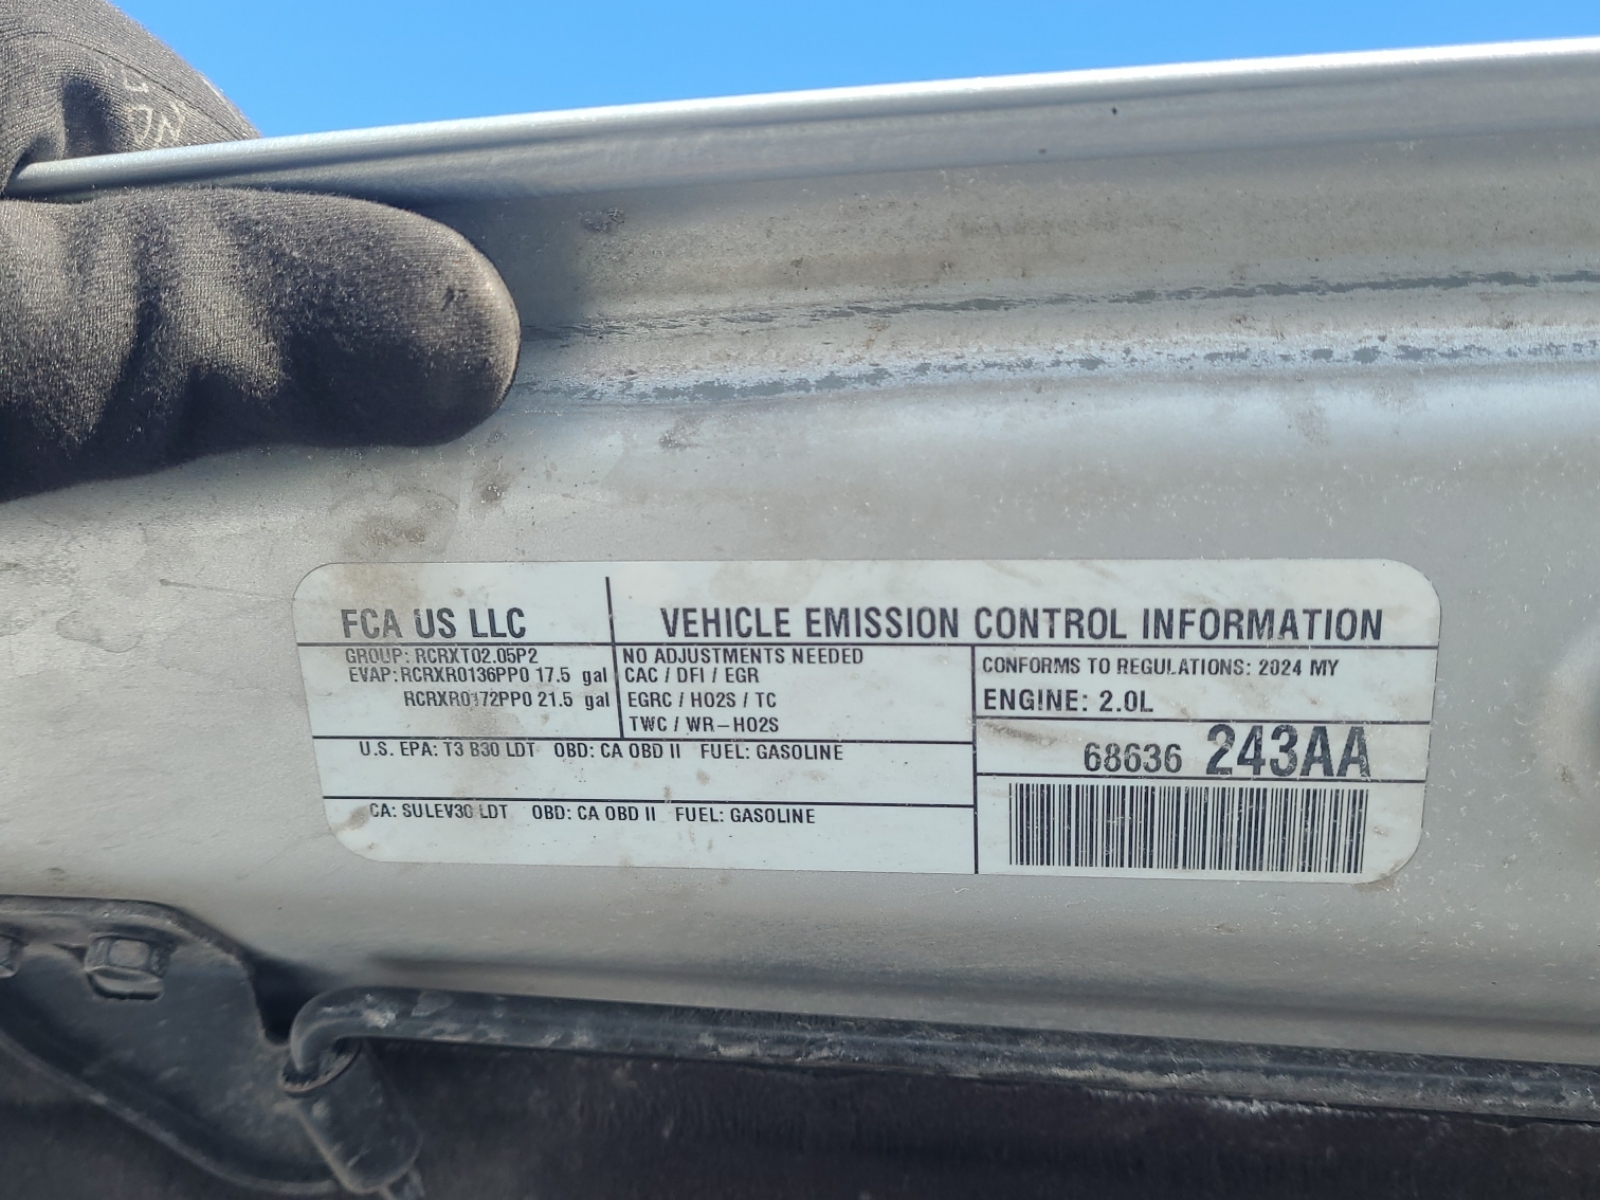 FCA US LLC
VEHICLE EMISSION CONTROL INFORMATION
GROUP: RCRXT02.05P2
EVAP: RCRXR0136PP0 17.5 gal
RCRXR0172PP0 21.5 gal
NO ADJUSTMENTS NEEDED
CAC / DFI / EGR
EGRC / HO2S / TC
TWC / WR-HO2S
CONFORMS TO REGULATIONS: 2024 MY
ENGINE: 2.0L
68636 243AA
U.S. EPA: T3 B30 LDT OBD: CA OBD II FUEL: GASOLINE
CA: SULEV30 LDT OBD: CA OBD II FUEL: GASOLINE